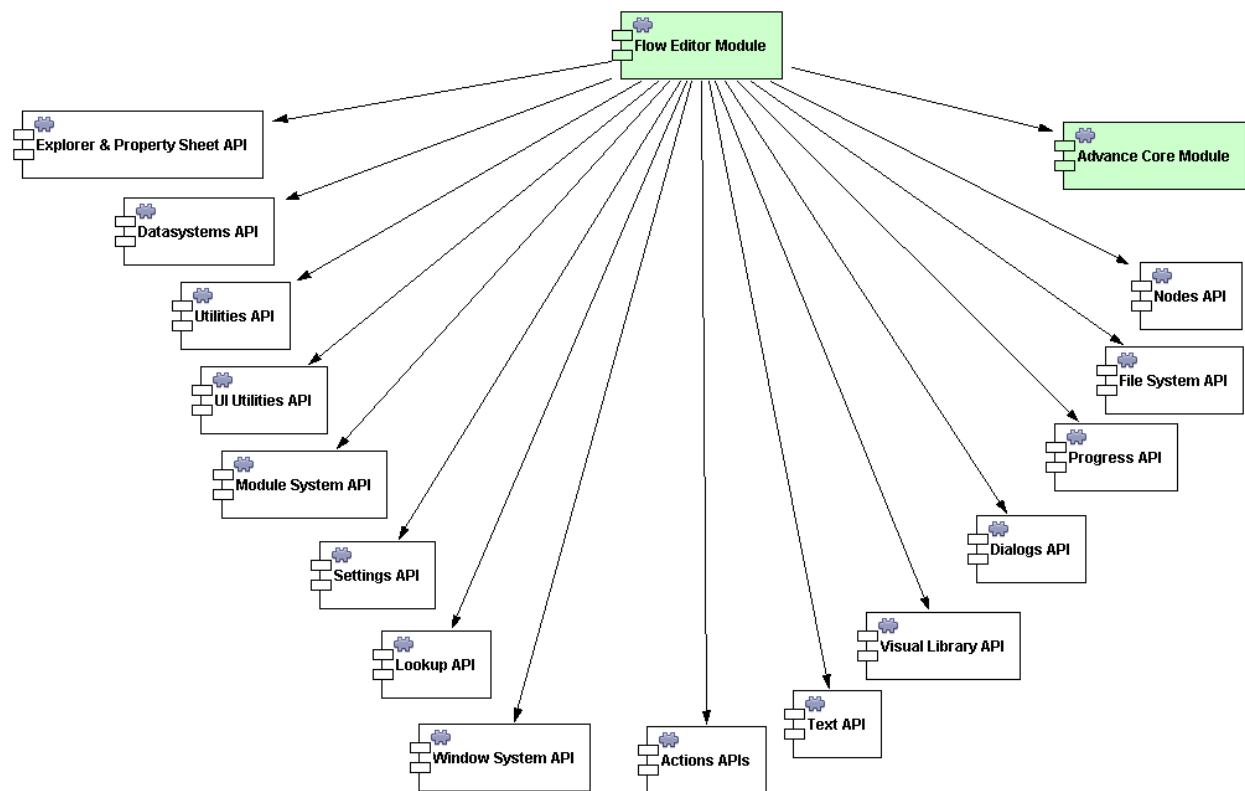 Flow Editor Module
Explorer & Property Sheet API
Advance Core Module
Datasystems API
Nodes API
Utilities API
File System API
UI Utilities API
Progress API
Module System API
Dialogs API
Settings API
Visual Library API
Lookup API
Text API
Window System API
Actions APIs